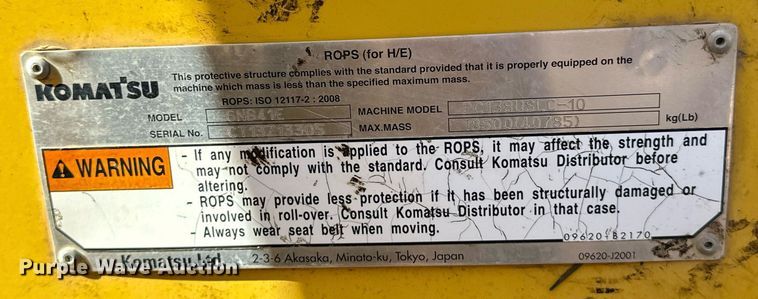 ROPS (for H/E)
KOMATSU
This protective structure complies with the standard provided that it is properly equipped on the
machine which mass is less than the specified maximum mass.
ROPS: ISO 12117-2 : 2008
MODEL MACHINE MODEL PC138USLC-10
SERIAL No. MAX.MASS kg(Lb)
WARNING
- If any modification is applied to the ROPS, it may affect the strength and
may not comply with the standard. Consult Komatsu Distributor before
altering.
- ROPS may provide less protection if it has been structurally damaged or
involved in roll-over. Consult Komatsu Distributor in that case.
- Always wear seat belt when moving.
09620-B2170
Komatsu Ltd. 2-3-6 Akasaka, Minato-ku, Tokyo, Japan 09620-J2001
Purple Wave Auction